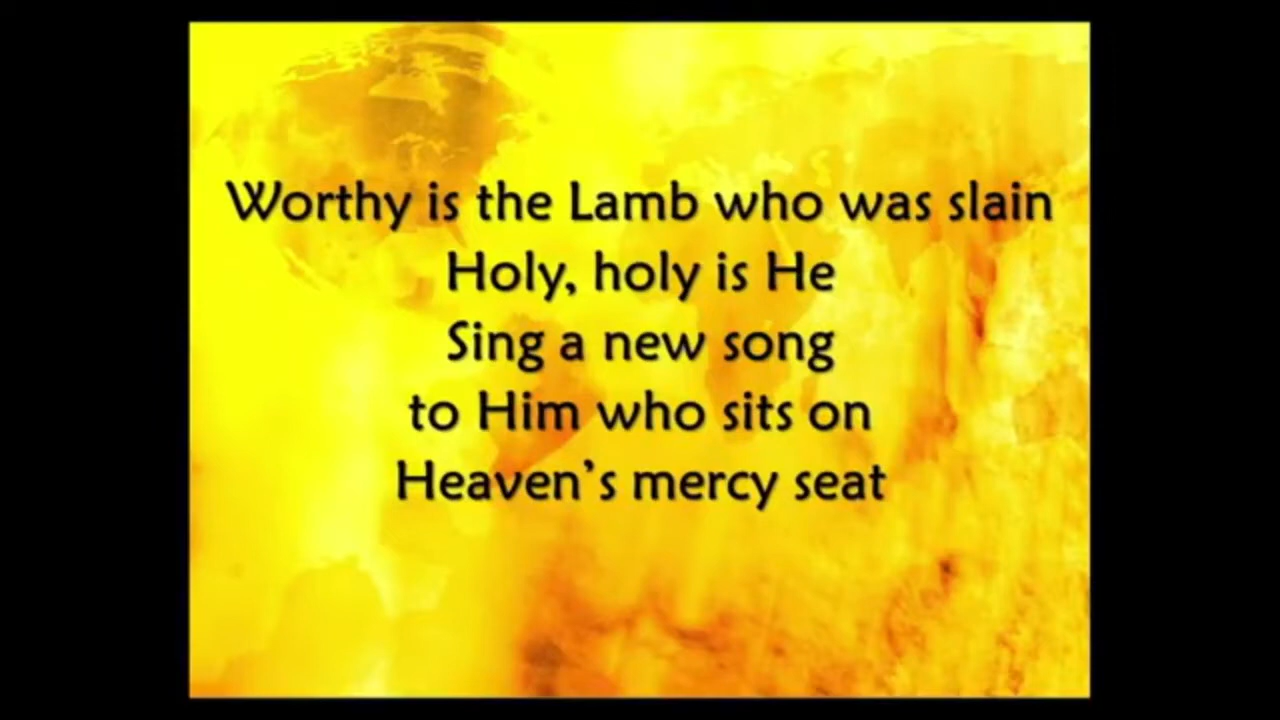 Worthy is the Lamb who was slain
Holy, holy is He
Sing a new song
to Him who sits on
Heaven’s mercy seat